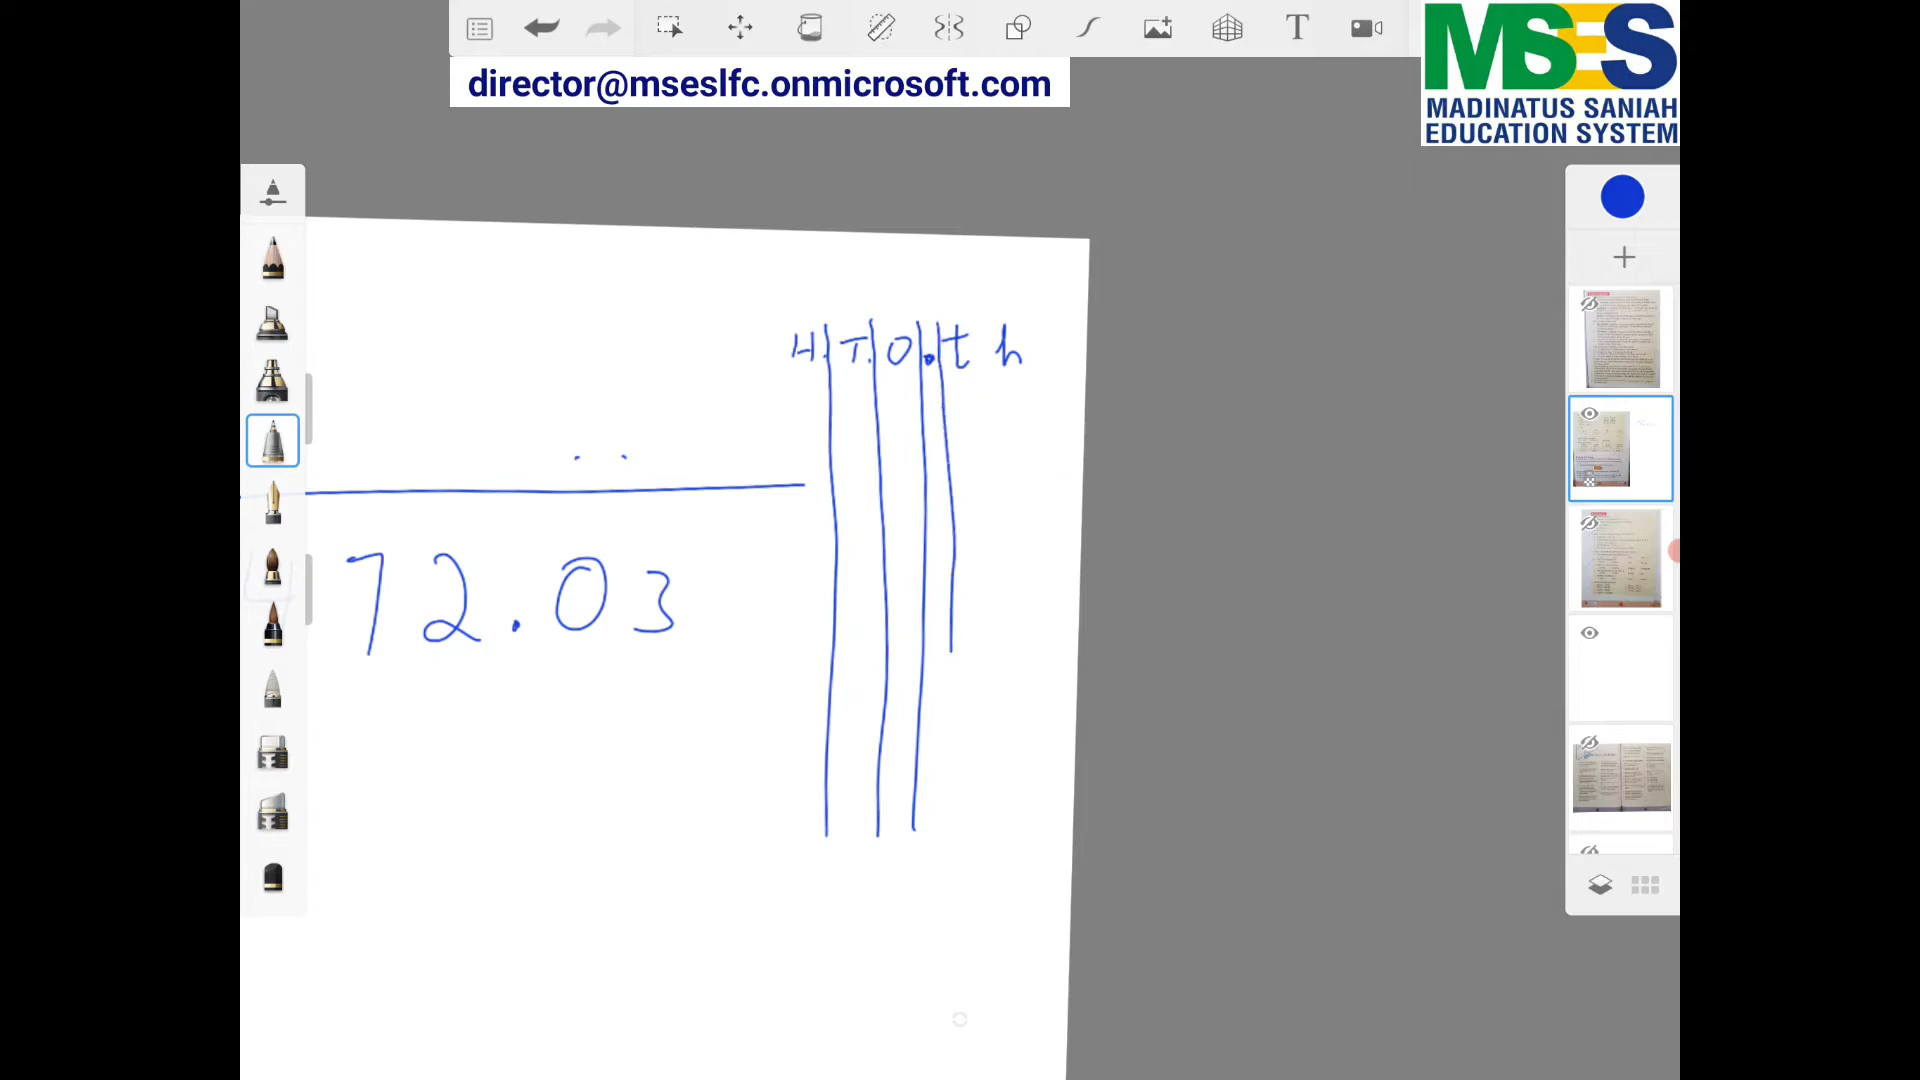 director@mseslfc.onmicrosoft.com
MSES
MADINATUS SANIAH
EDUCATION SYSTEM
H. T. O . t h
72.03